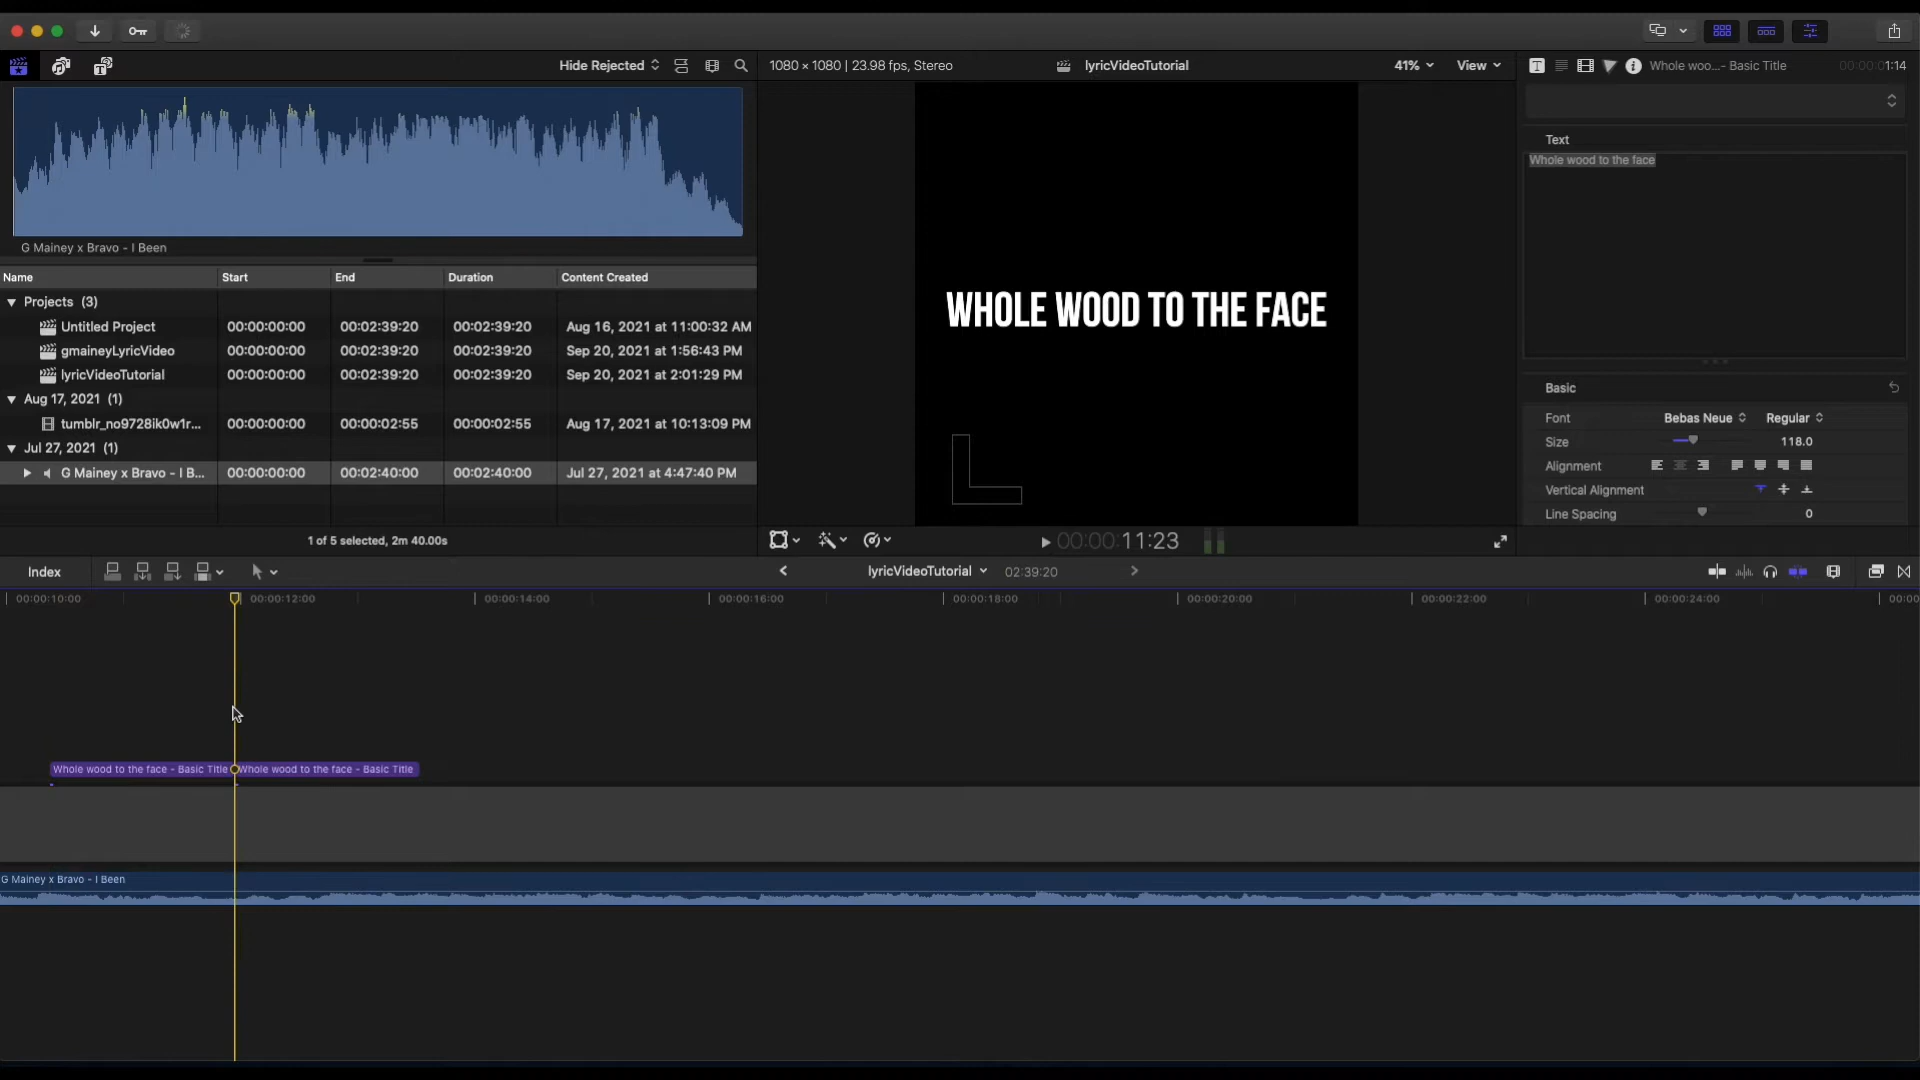 Hide Rejected
1080 × 1080 | 23.98 fps, Stereo
lyricVideoTutorial
41%
View
Whole woo...- Basic Title
00:00:01:14
G Mainey x Bravo - I Been
Text
Whole wood to the face
WHOLE WOOD TO THE FACE
Name Start End Duration Content Created
Projects (3)
Untitled Project 00:00:00:00 00:02:39:20 00:02:39:20 Aug 16, 2021 at 11:00:32 AM
gmaineyLyricVideo 00:00:00:00 00:02:39:20 00:02:39:20 Sep 20, 2021 at 1:56:43 PM
lyricVideoTutorial 00:00:00:00 00:02:39:20 00:02:39:20 Sep 20, 2021 at 2:01:29 PM
Aug 17, 2021 (1)
tumblr_no9728ik0w1r... 00:00:00:00 00:00:02:55 00:00:02:55 Aug 17, 2021 at 10:13:09 PM
Jul 27, 2021 (1)
G Mainey x Bravo - I B... 00:00:00:00 00:02:40:00 00:02:40:00 Jul 27, 2021 at 4:47:40 PM
1 of 5 selected, 2m 40.00s
Basic
Font Bebas Neue Regular
Size 118.0
Alignment
Vertical Alignment
Line Spacing 0
00:00:11:23
Index
lyricVideoTutorial
02:39:20
00:00:10:00 00:00:12:00 00:00:14:00 00:00:16:00 00:00:18:00 00:00:20:00 00:00:22:00 00:00:24:00 00:00
Whole wood to the face - Basic Title
Whole wood to the face - Basic Title
G Mainey x Bravo - I Been